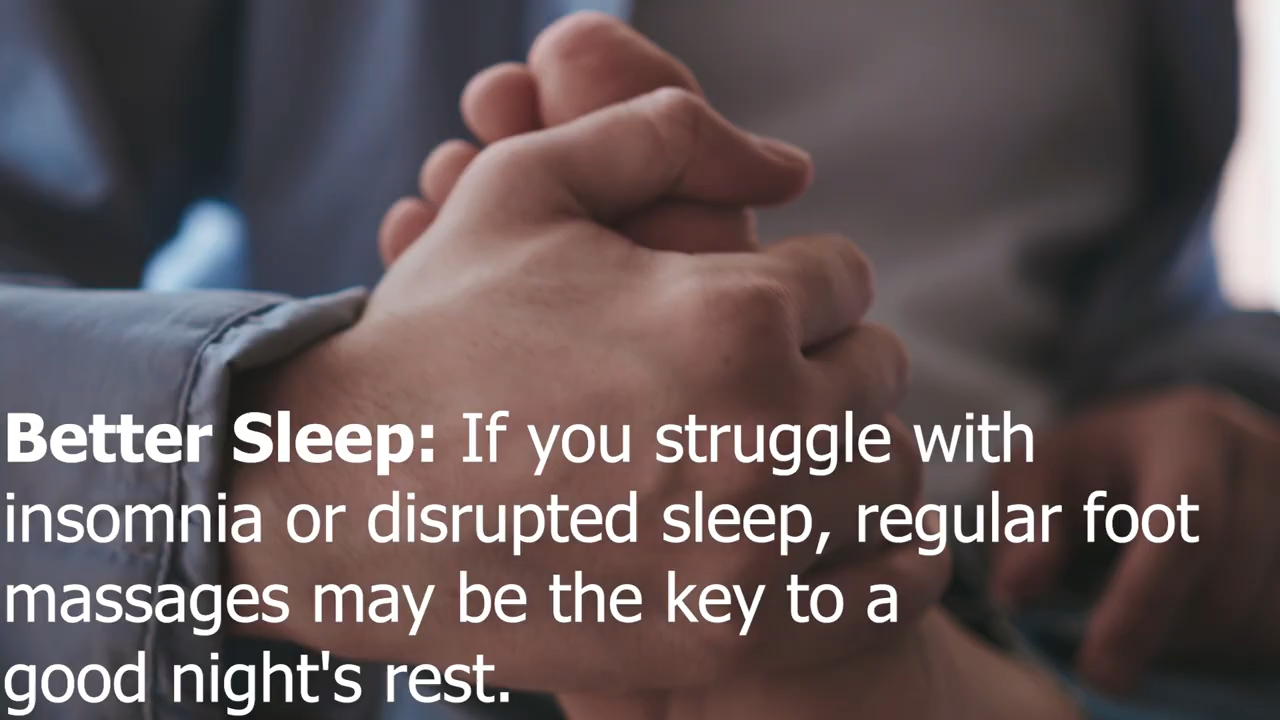 Better Sleep: If you struggle with
insomnia or disrupted sleep, regular foot
massages may be the key to a
good night's rest.